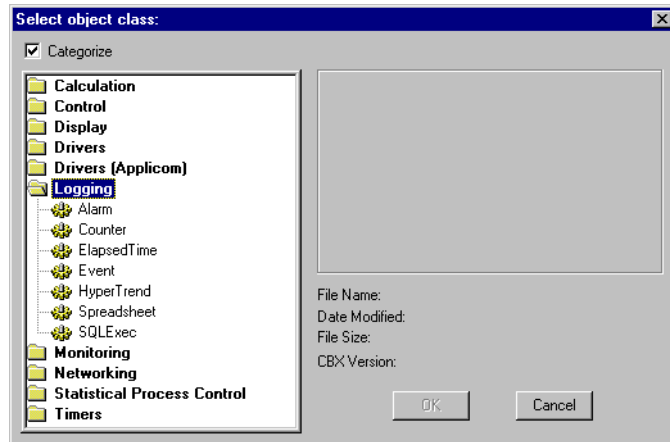 Select object class:
Categorize
Calculation
Control
Display
Drivers
Drivers (Applicom)
Logging
Alarm
Counter
ElapsedTime
Event
HyperTrend
Spreadsheet
SQLExec
Monitoring
Networking
Statistical Process Control
Timers
File Name:
Date Modified:
File Size:
CBX Version:
OK
Cancel